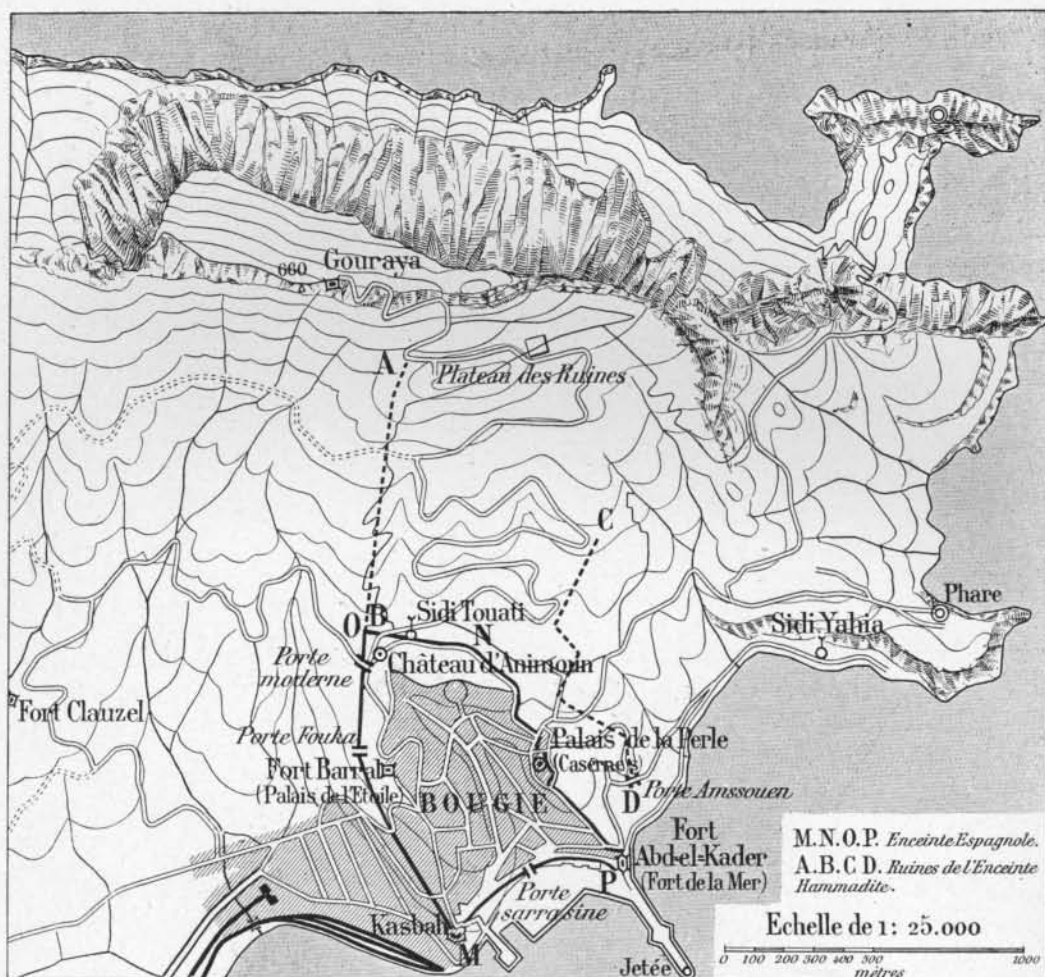 660
Gouraya
A
Plateau des Ruines
C
Phare
Sidi Yahia
O
B
Sidi Touati
N
Porte
moderne
Château d'Animoun
Fort Clauzel
Porte Fouka
Palais de la Perle
(Casernes)
Fort Barral
(Palais de l'Etoile)
BOUGIE
D
Porte Amssouen
Fort
Abd-el-Kader
(Fort de la Mer)
P
Porte
sarrasine
Kasbah
M
Jetée
M.N.O.P. Enceinte Espagnole.
A.B.C D. Ruines de l'Enceinte
Hammadite.
Echelle de 1: 25.000
0 100 200 300 400 500 1000
métres